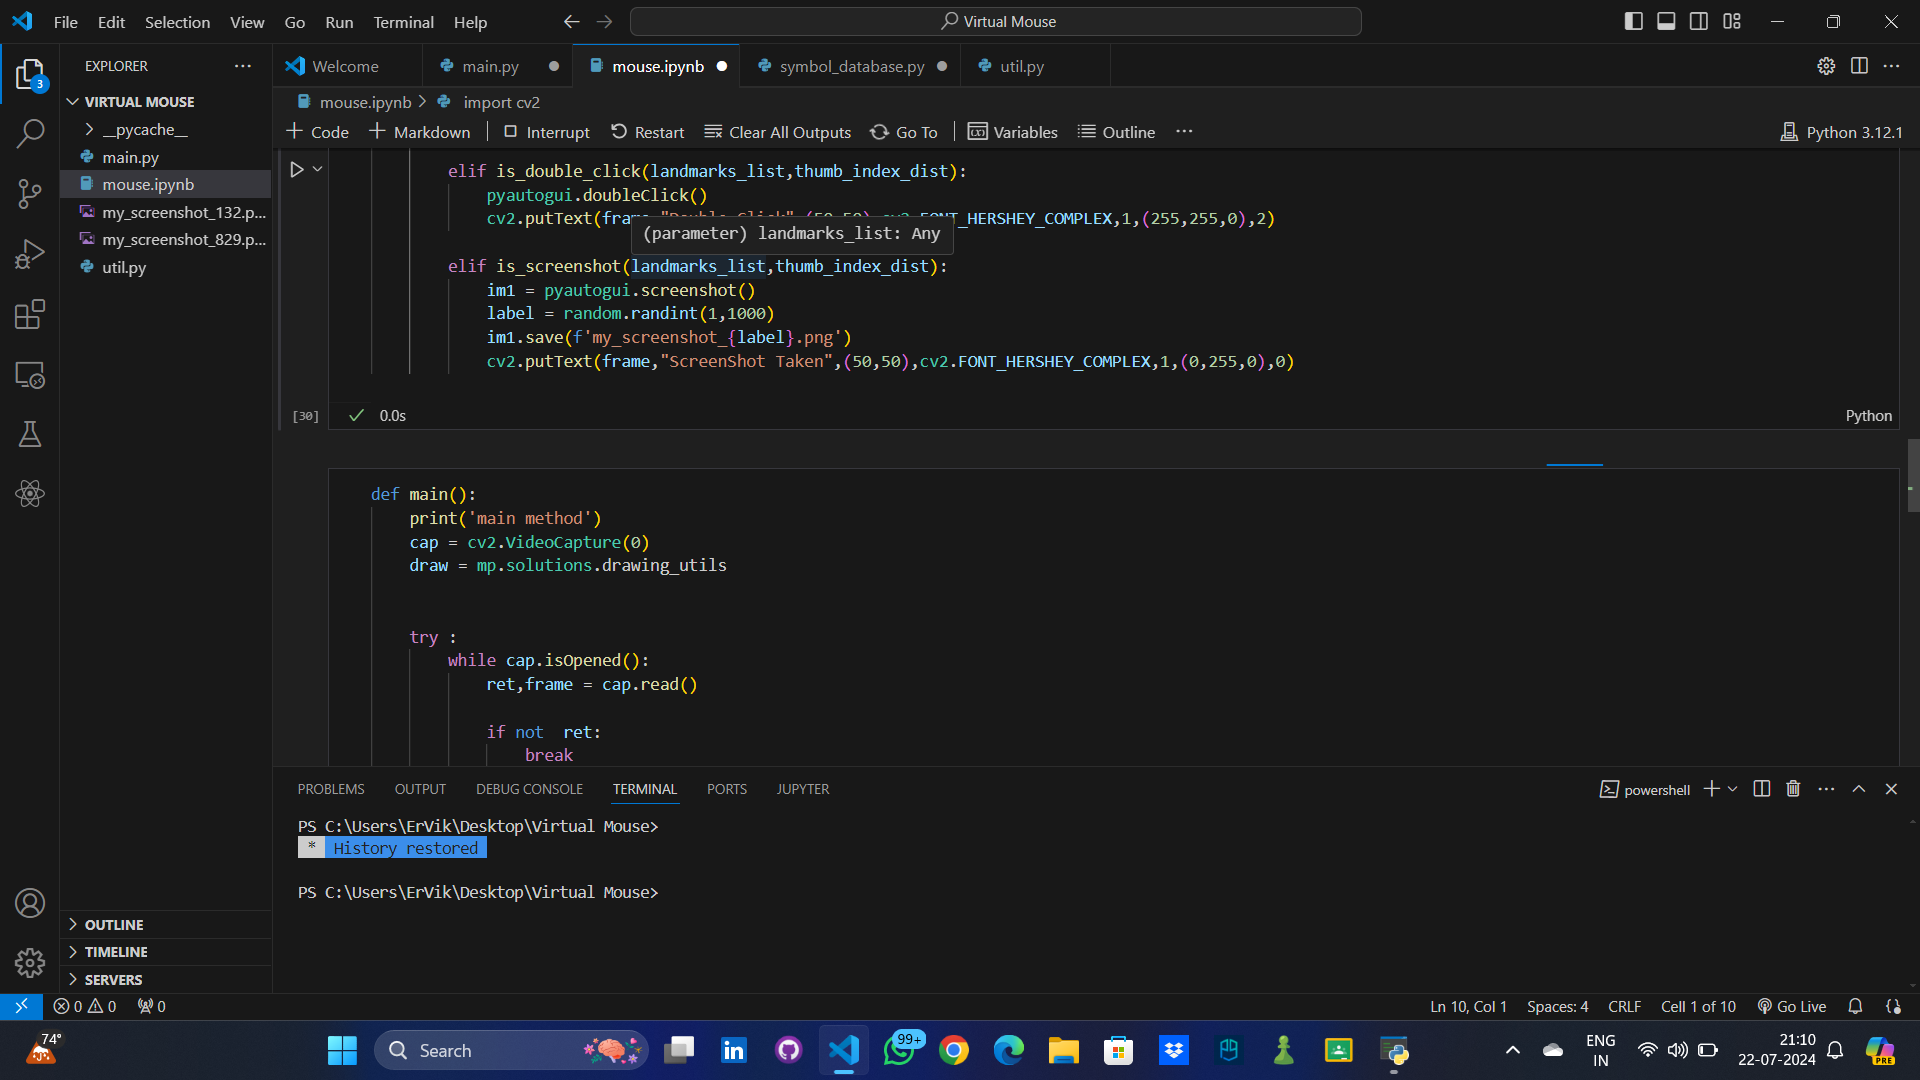 File Edit Selection View Go Run Terminal Help
Virtual Mouse
EXPLORER
3
VIRTUAL MOUSE
__pycache__
main.py
mouse.ipynb
my_screenshot_132.p...
my_screenshot_829.p...
util.py
OUTLINE
TIMELINE
SERVERS
Welcome main.py mouse.ipynb symbol_database.py util.py
mouse.ipynb > import cv2
Code Markdown Interrupt Restart Clear All Outputs Go To Variables Outline ... Python 3.12.1
elif is_double_click(landmarks_list,thumb_index_dist):
pyautogui.doubleClick()
cv2.putText(frame,"Double Click",(50,50),cv2.FONT_HERSHEY_COMPLEX,1,(255,255,0),2)
(parameter) landmarks_list: Any
elif is_screenshot(landmarks_list,thumb_index_dist):
im1 = pyautogui.screenshot()
label = random.randint(1,1000)
im1.save(f'my_screenshot_{label}.png')
cv2.putText(frame,"ScreenShot Taken",(50,50),cv2.FONT_HERSHEY_COMPLEX,1,(0,255,0),0)
[30] 0.0s Python
def main():
print('main method')
cap = cv2.VideoCapture(0)
draw = mp.solutions.drawing_utils
try :
while cap.isOpened():
ret,frame = cap.read()
if not  ret:
break
PROBLEMS OUTPUT DEBUG CONSOLE TERMINAL PORTS JUPYTER powershell
PS C:\Users\ErVik\Desktop\Virtual Mouse>
* History restored
PS C:\Users\ErVik\Desktop\Virtual Mouse>
0 0 0 Ln 10, Col 1 Spaces: 4 CRLF Cell 1 of 10 Go Live
74° Search 99+ ENG IN 21:10 22-07-2024 PRE